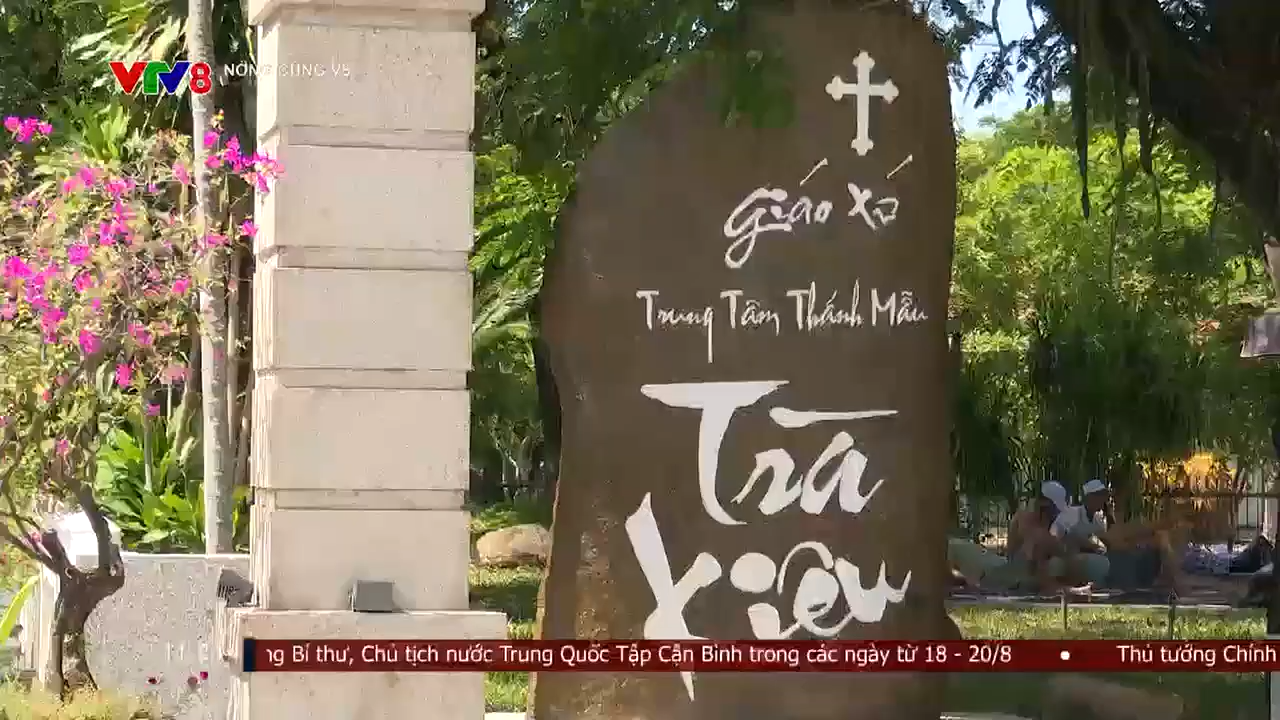 VTV8
Giáo Xứ
Trung Tâm Thánh Mẫu
Trà
Kiệu
ng Bí thư, Chủ tịch nước Trung Quốc Tập Cận Bình trong các ngày từ 18 - 20/8 • Thủ tướng Chính